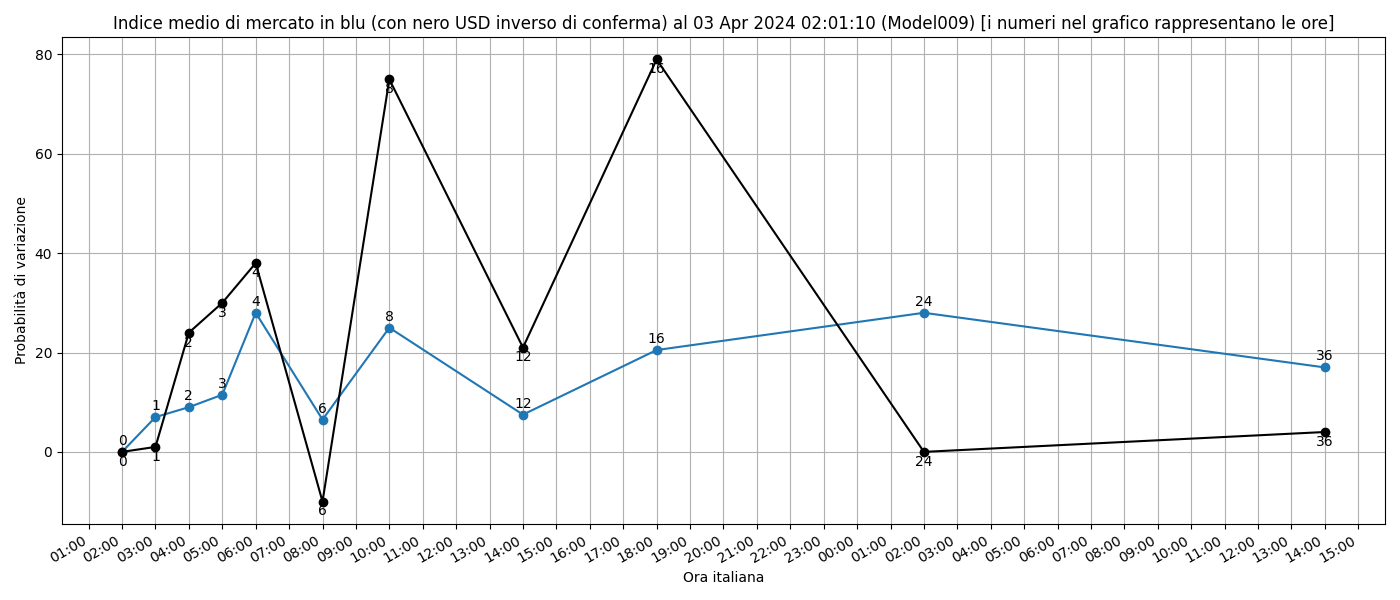 Indice medio di mercato in blu (con nero USD inverso di conferma) al 03 Apr 2024 02:01:10 (Model009) [i numeri nel grafico rappresentano le ore]
Probabilità di variazione
80
60
40
20
0
0 1 2 3 4 6 8 12 16 24 36
0 1 2 3 4 6 8 12 16 24 36
01:00 02:00 03:00 04:00 05:00 06:00 07:00 08:00 09:00 10:00 11:00 12:00 13:00 14:00 15:00 16:00 17:00 18:00 19:00 20:00 21:00 22:00 23:00 00:00 01:00 02:00 03:00 04:00 05:00 06:00 07:00 08:00 09:00 10:00 11:00 12:00 13:00 14:00 15:00
Ora italiana